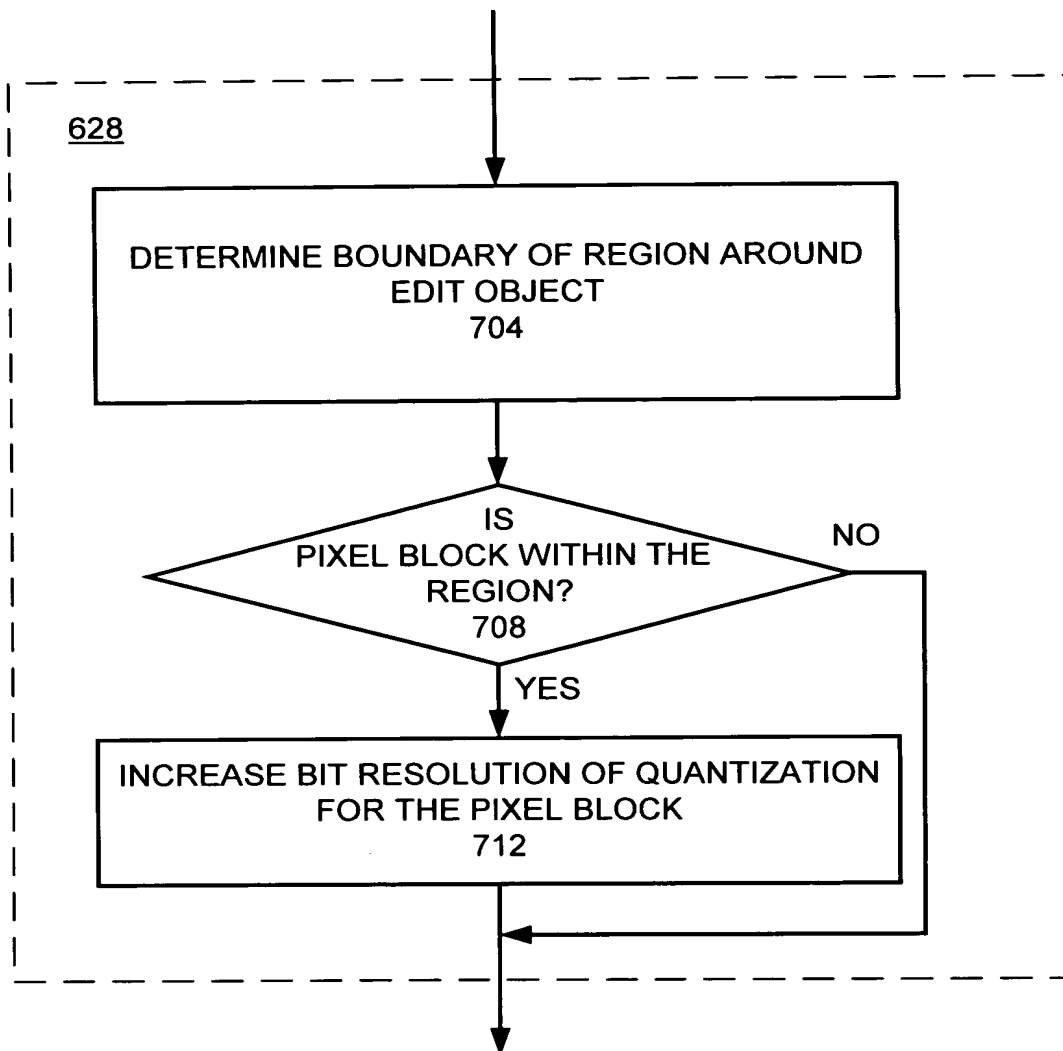 628
DETERMINE BOUNDARY OF REGION AROUND
EDIT OBJECT
704
IS
PIXEL BLOCK WITHIN THE
REGION?
708
NO
YES
INCREASE BIT RESOLUTION OF QUANTIZATION
FOR THE PIXEL BLOCK
712